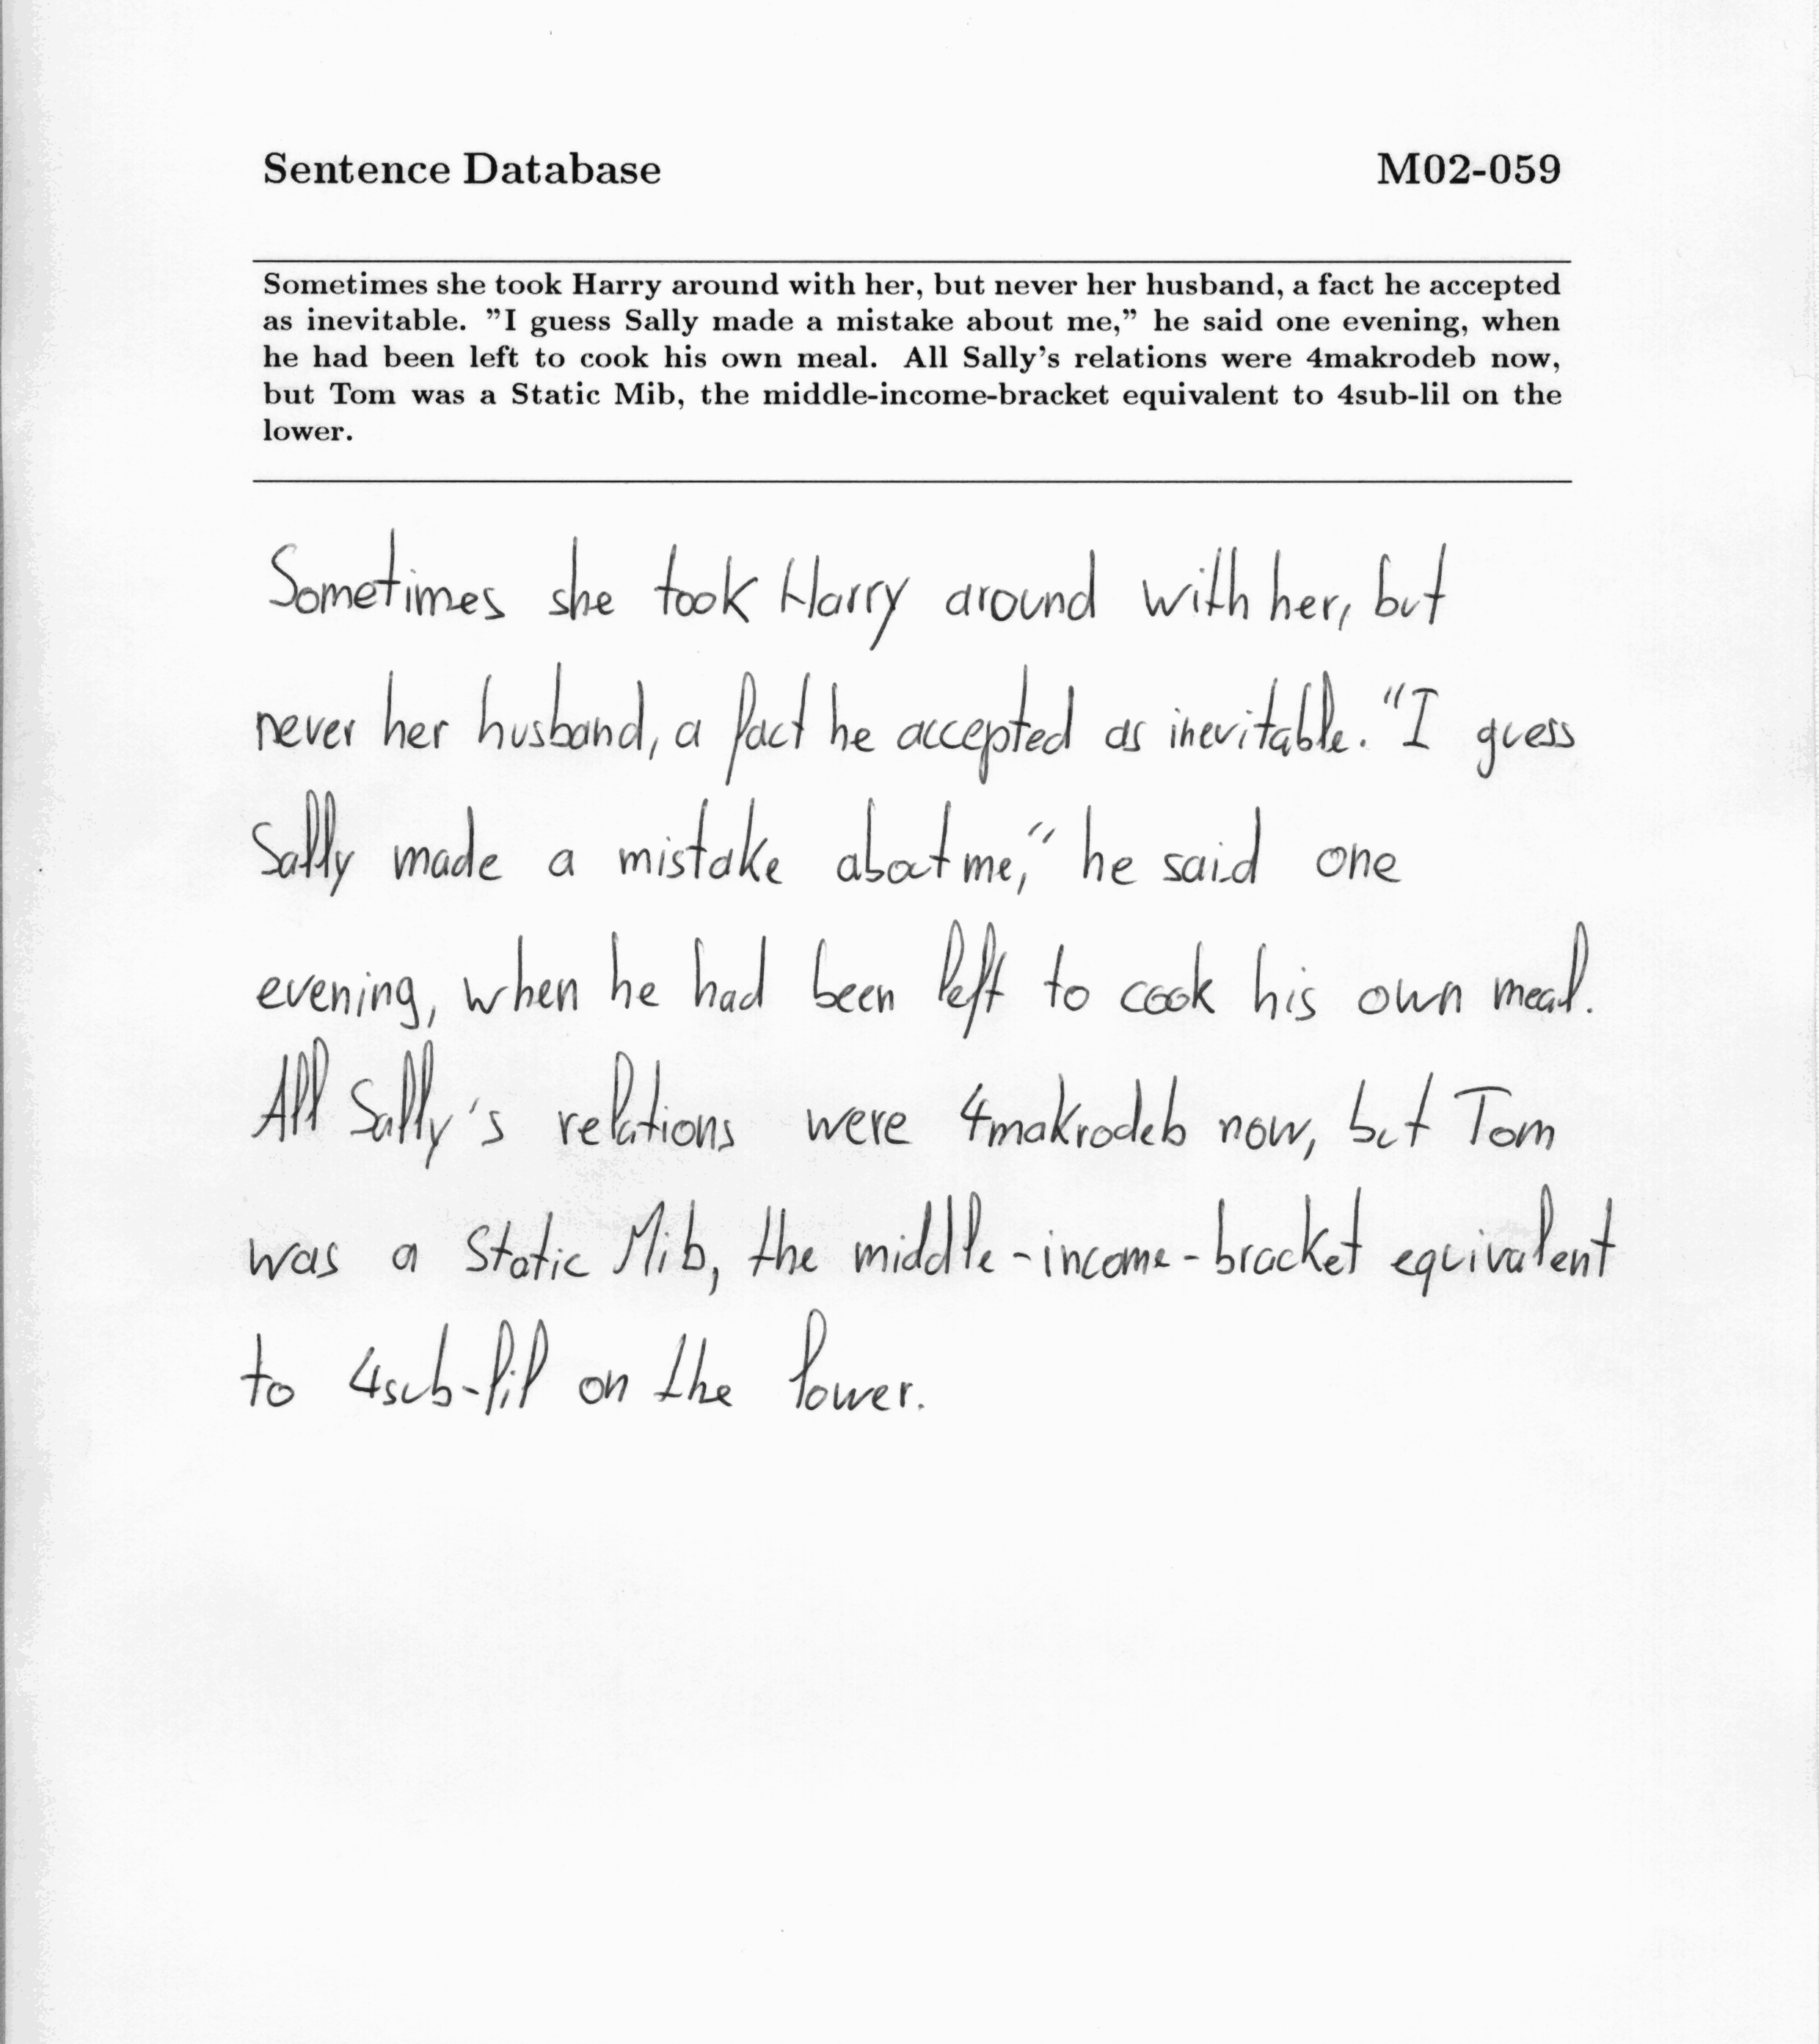 Sentence Database M02-059
Sometimes she took Harry around with her, but never her husband, a fact he accepted
as inevitable. ”I guess Sally made a mistake about me,” he said one evening, when
he had been left to cook his own meal. All Sally’s relations were 4makrodeb now,
but Tom was a Static Mib, the middle-income-bracket equivalent to 4sub-lil on the
lower.
Sometimes she took Harry around with her, but
never her husband, a fact he accepted as inevitable. "I guess
Sally made a mistake about me," he said one
evening, when he had been left to cook his own meal.
All Sally's relations were 4makrodeb now, but Tom
was a Static Mib, the middle-income-bracket equivalent
to 4sub-lil on the lower.